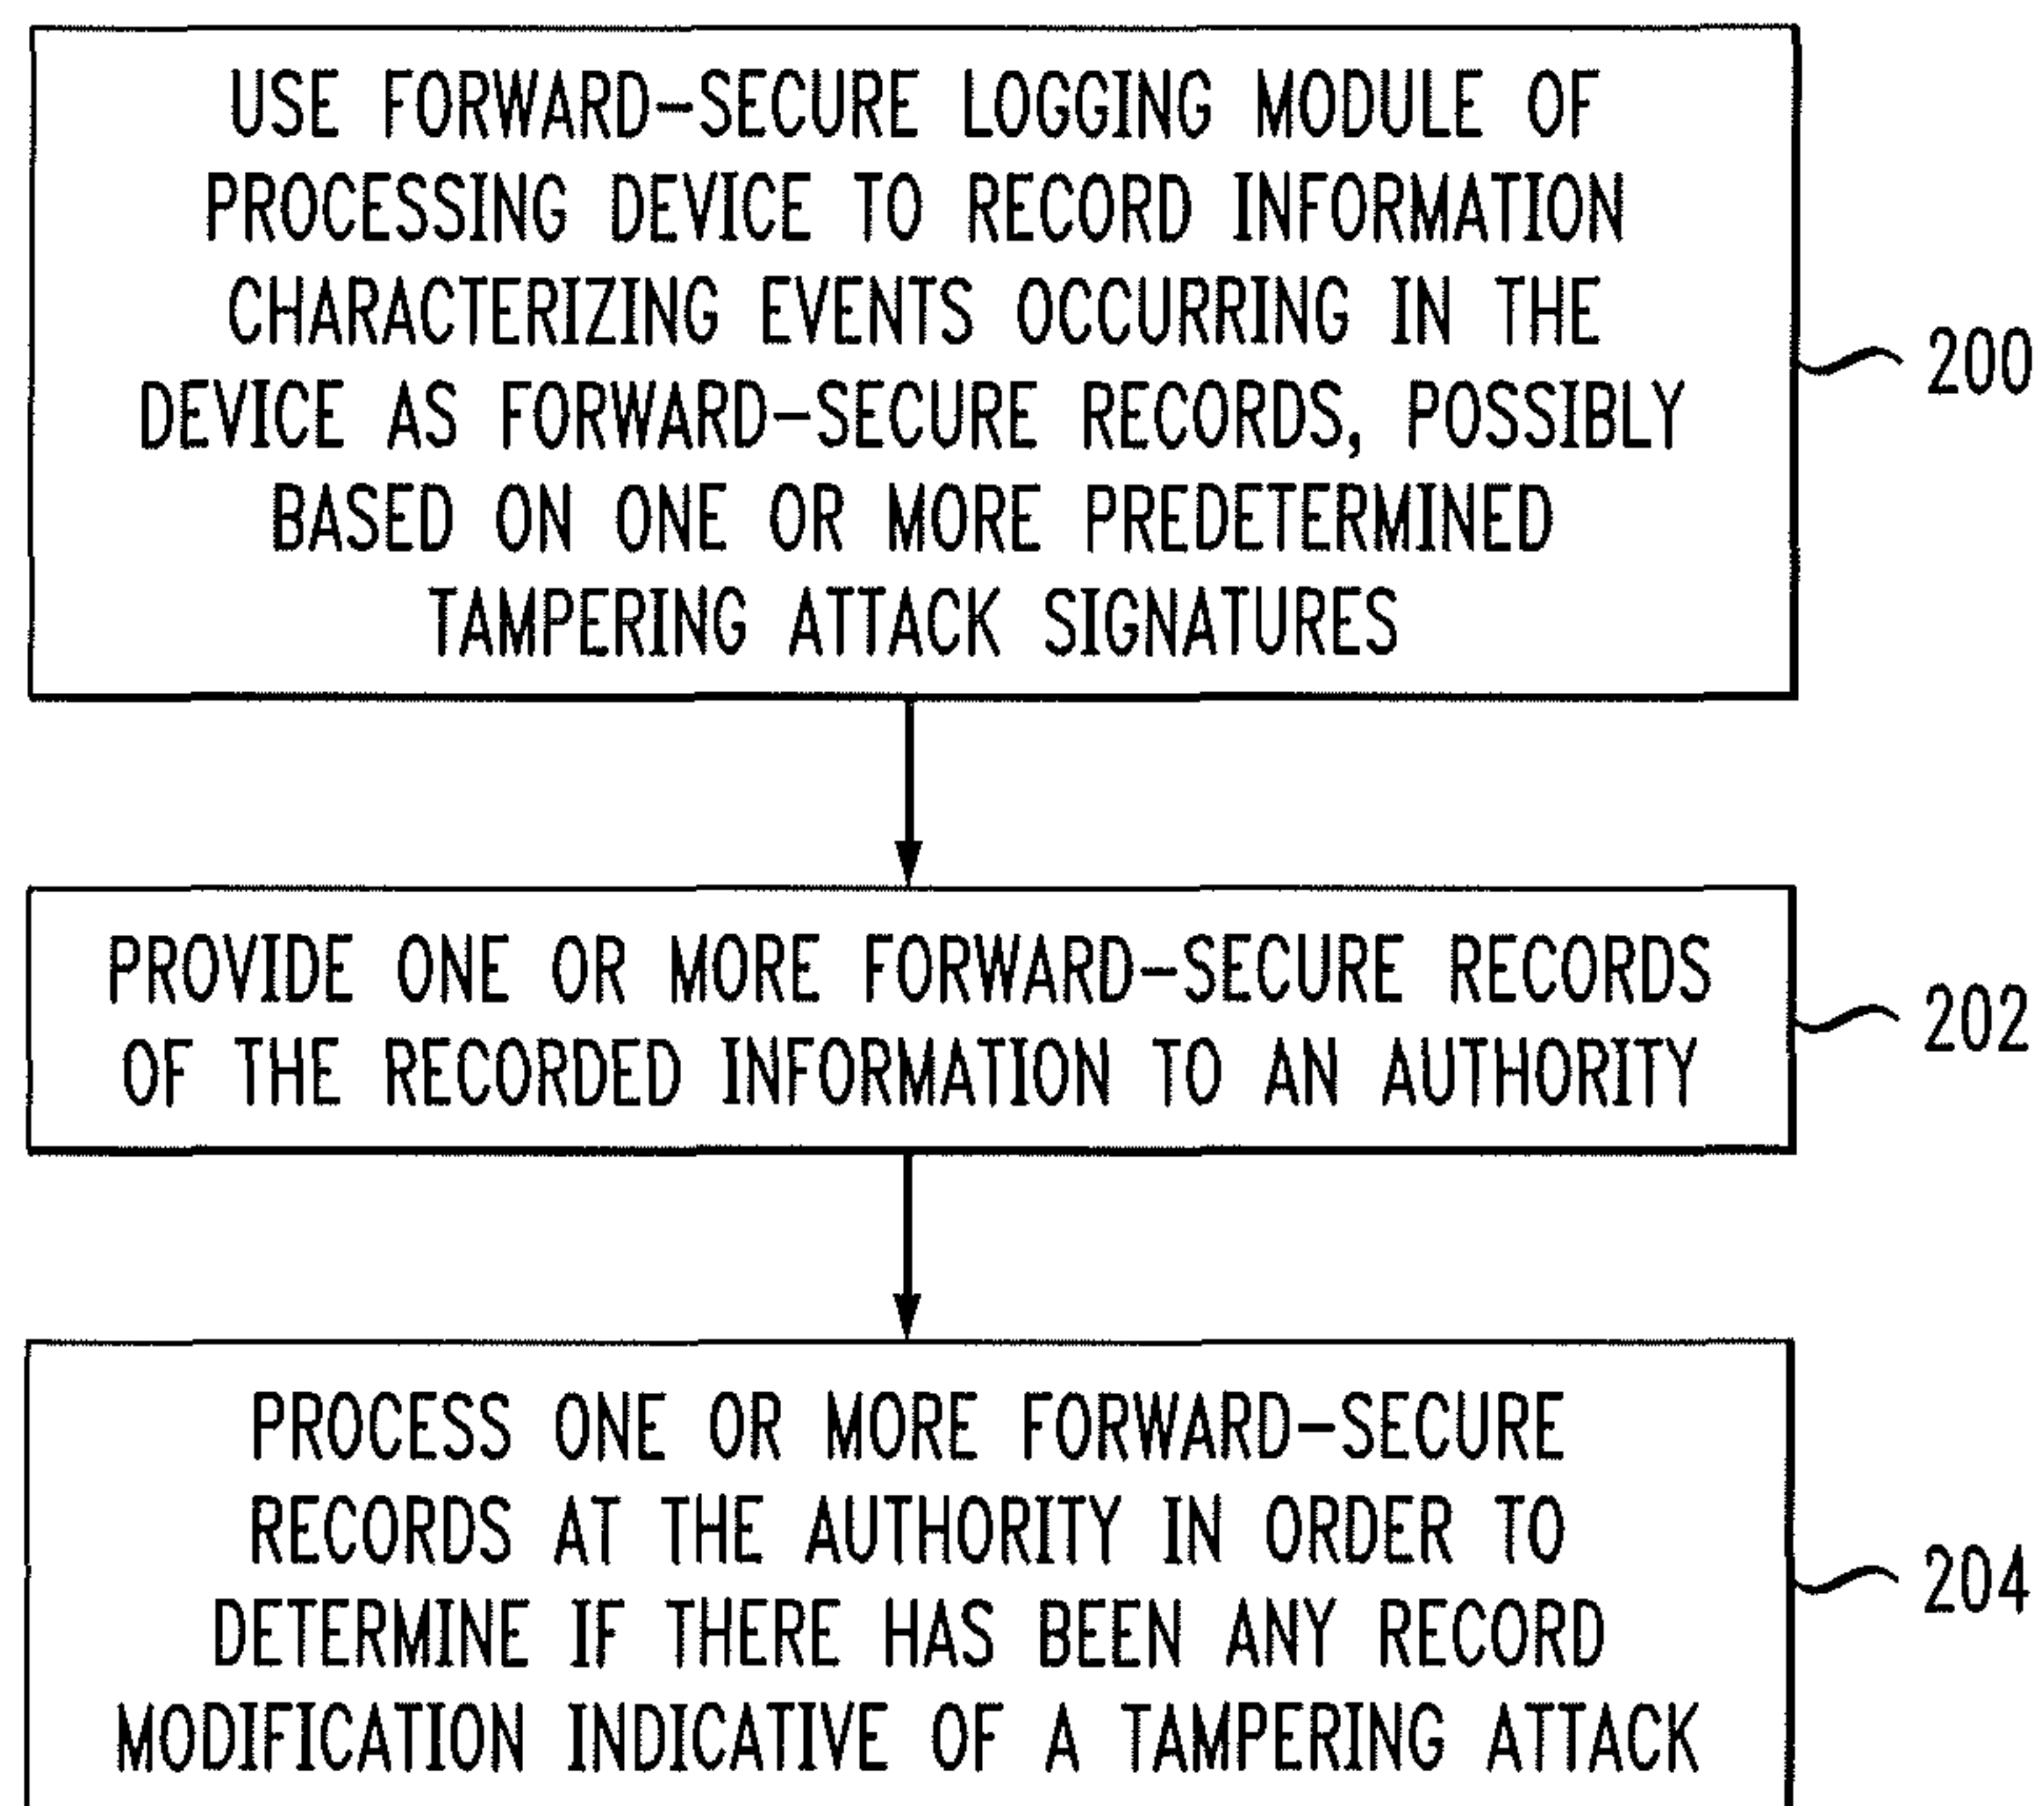 USE FORWARD-SECURE LOGGING MODULE OF
PROCESSING DEVICE TO RECORD INFORMATION
CHARACTERIZING EVENTS OCCURRING IN THE
DEVICE AS FORWARD-SECURE RECORDS, POSSIBLY
BASED ON ONE OR MORE PREDETERMINED
TAMPERING ATTACK SIGNATURES
200
PROVIDE ONE OR MORE FORWARD-SECURE RECORDS
OF THE RECORDED INFORMATION TO AN AUTHORITY
202
PROCESS ONE OR MORE FORWARD-SECURE
RECORDS AT THE AUTHORITY IN ORDER TO
DETERMINE IF THERE HAS BEEN ANY RECORD
MODIFICATION INDICATIVE OF A TAMPERING ATTACK
204